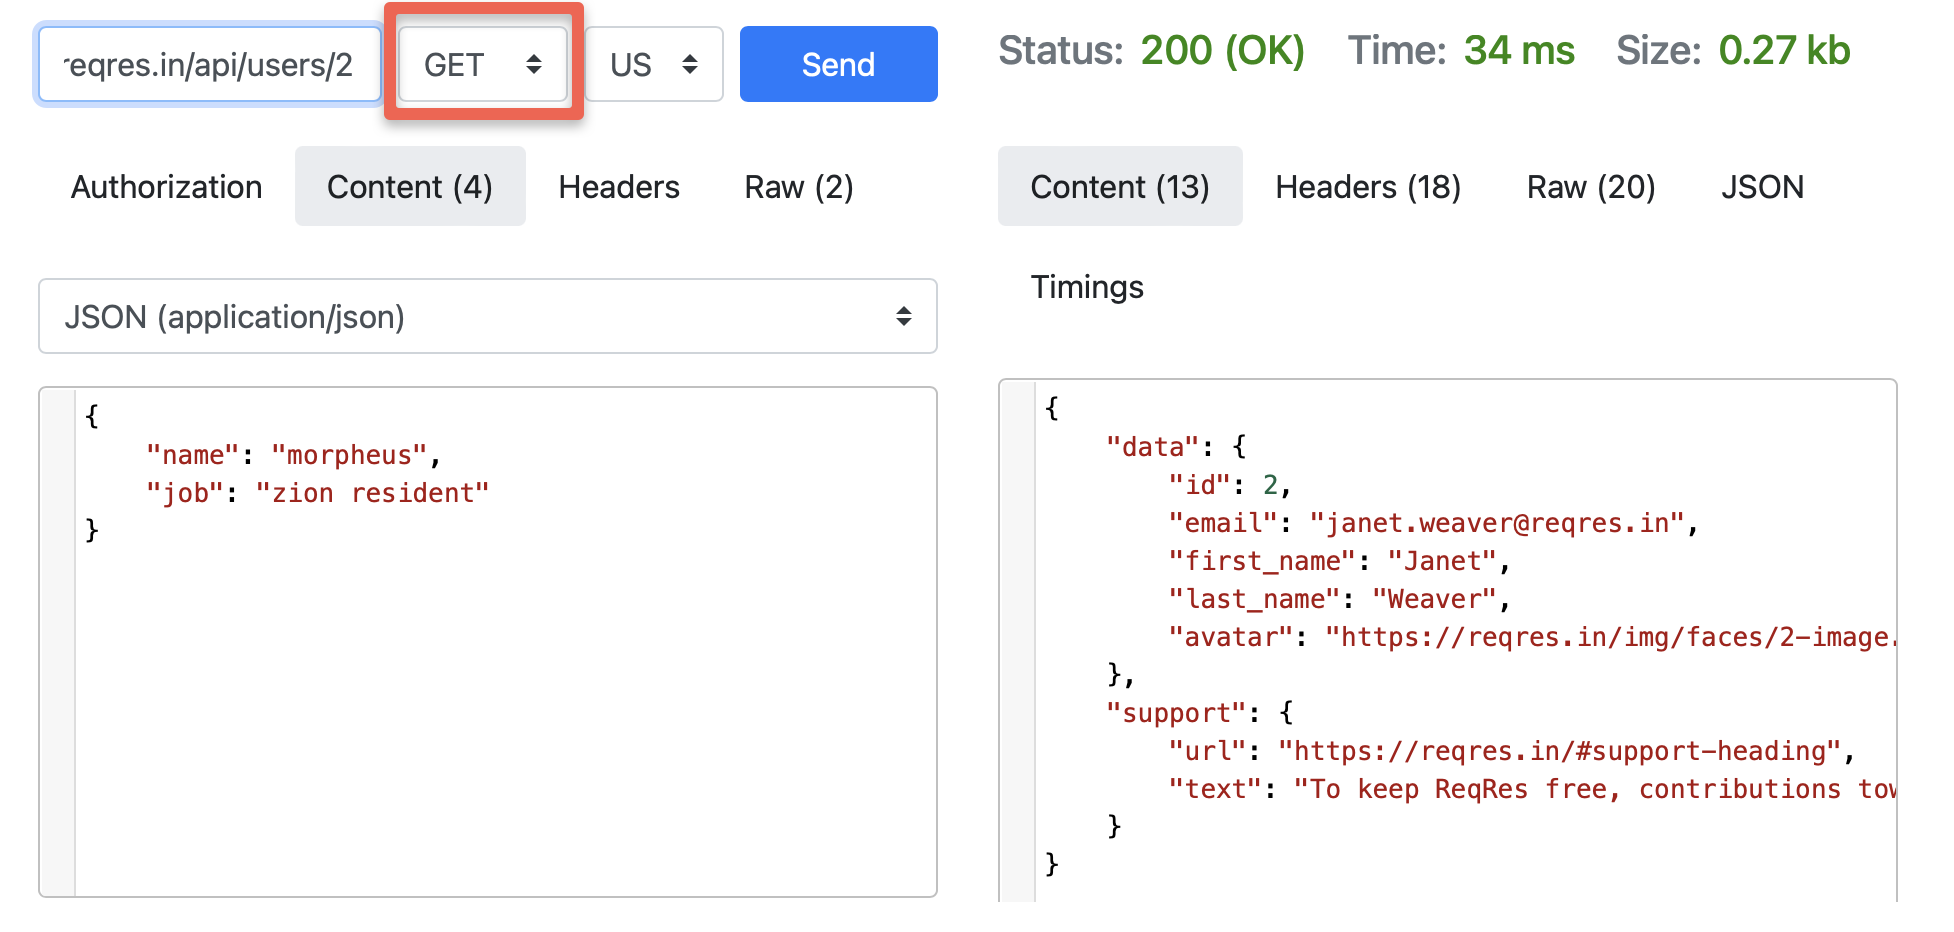 reqres.in/api/users/2 GET US Send
Authorization Content (4) Headers Raw (2)
JSON (application/json)
{
    "name": "morpheus",
    "job": "zion resident"
}
Status: 200 (OK) Time: 34 ms Size: 0.27 kb
Content (13) Headers (18) Raw (20) JSON
Timings
{
    "data": {
        "id": 2,
        "email": "janet.weaver@reqres.in",
        "first_name": "Janet",
        "last_name": "Weaver",
        "avatar": "https://reqres.in/img/faces/2-image.
    },
    "support": {
        "url": "https://reqres.in/#support-heading",
        "text": "To keep ReqRes free, contributions tow
    }
}